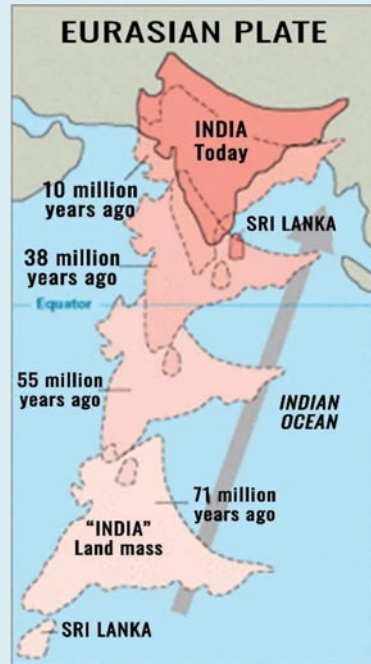 EURASIAN PLATE
INDIA
Today
10 million
years ago
SRI LANKA
38 million
years ago
Equator
55 million
years ago
INDIAN
OCEAN
71 million
years ago
"INDIA"
Land mass
SRI LANKA